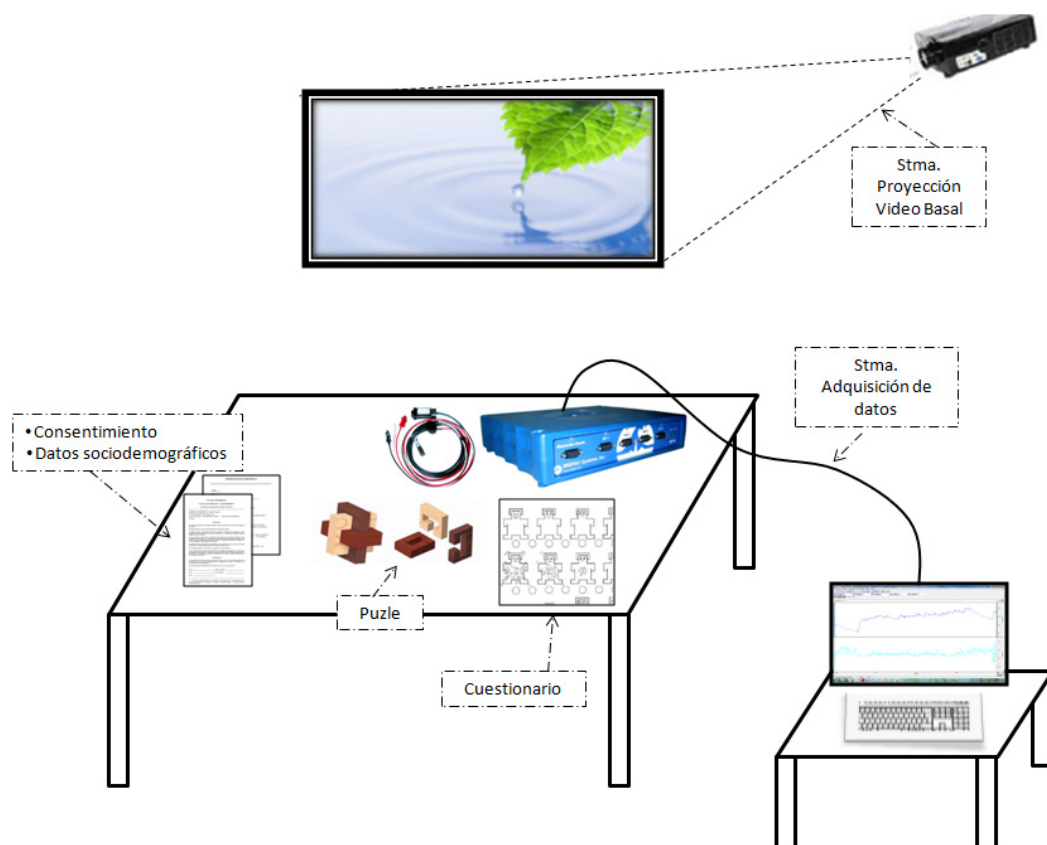 Stma.
Proyección
Video Basal
Stma.
Adquisición de
datos
• Consentimiento
• Datos sociodemográficos
Puzle
Cuestionario